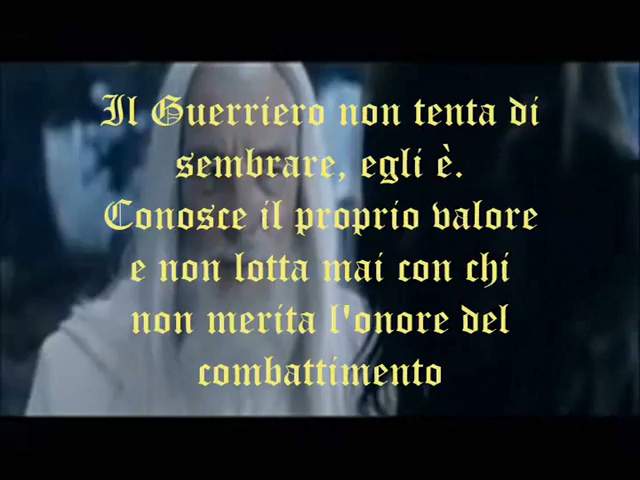 Il Guerriero non tenta di
sembrare, egli è.
Conosce il proprio valore
e non lotta mai con chi
non merita l'onore del
combattimento